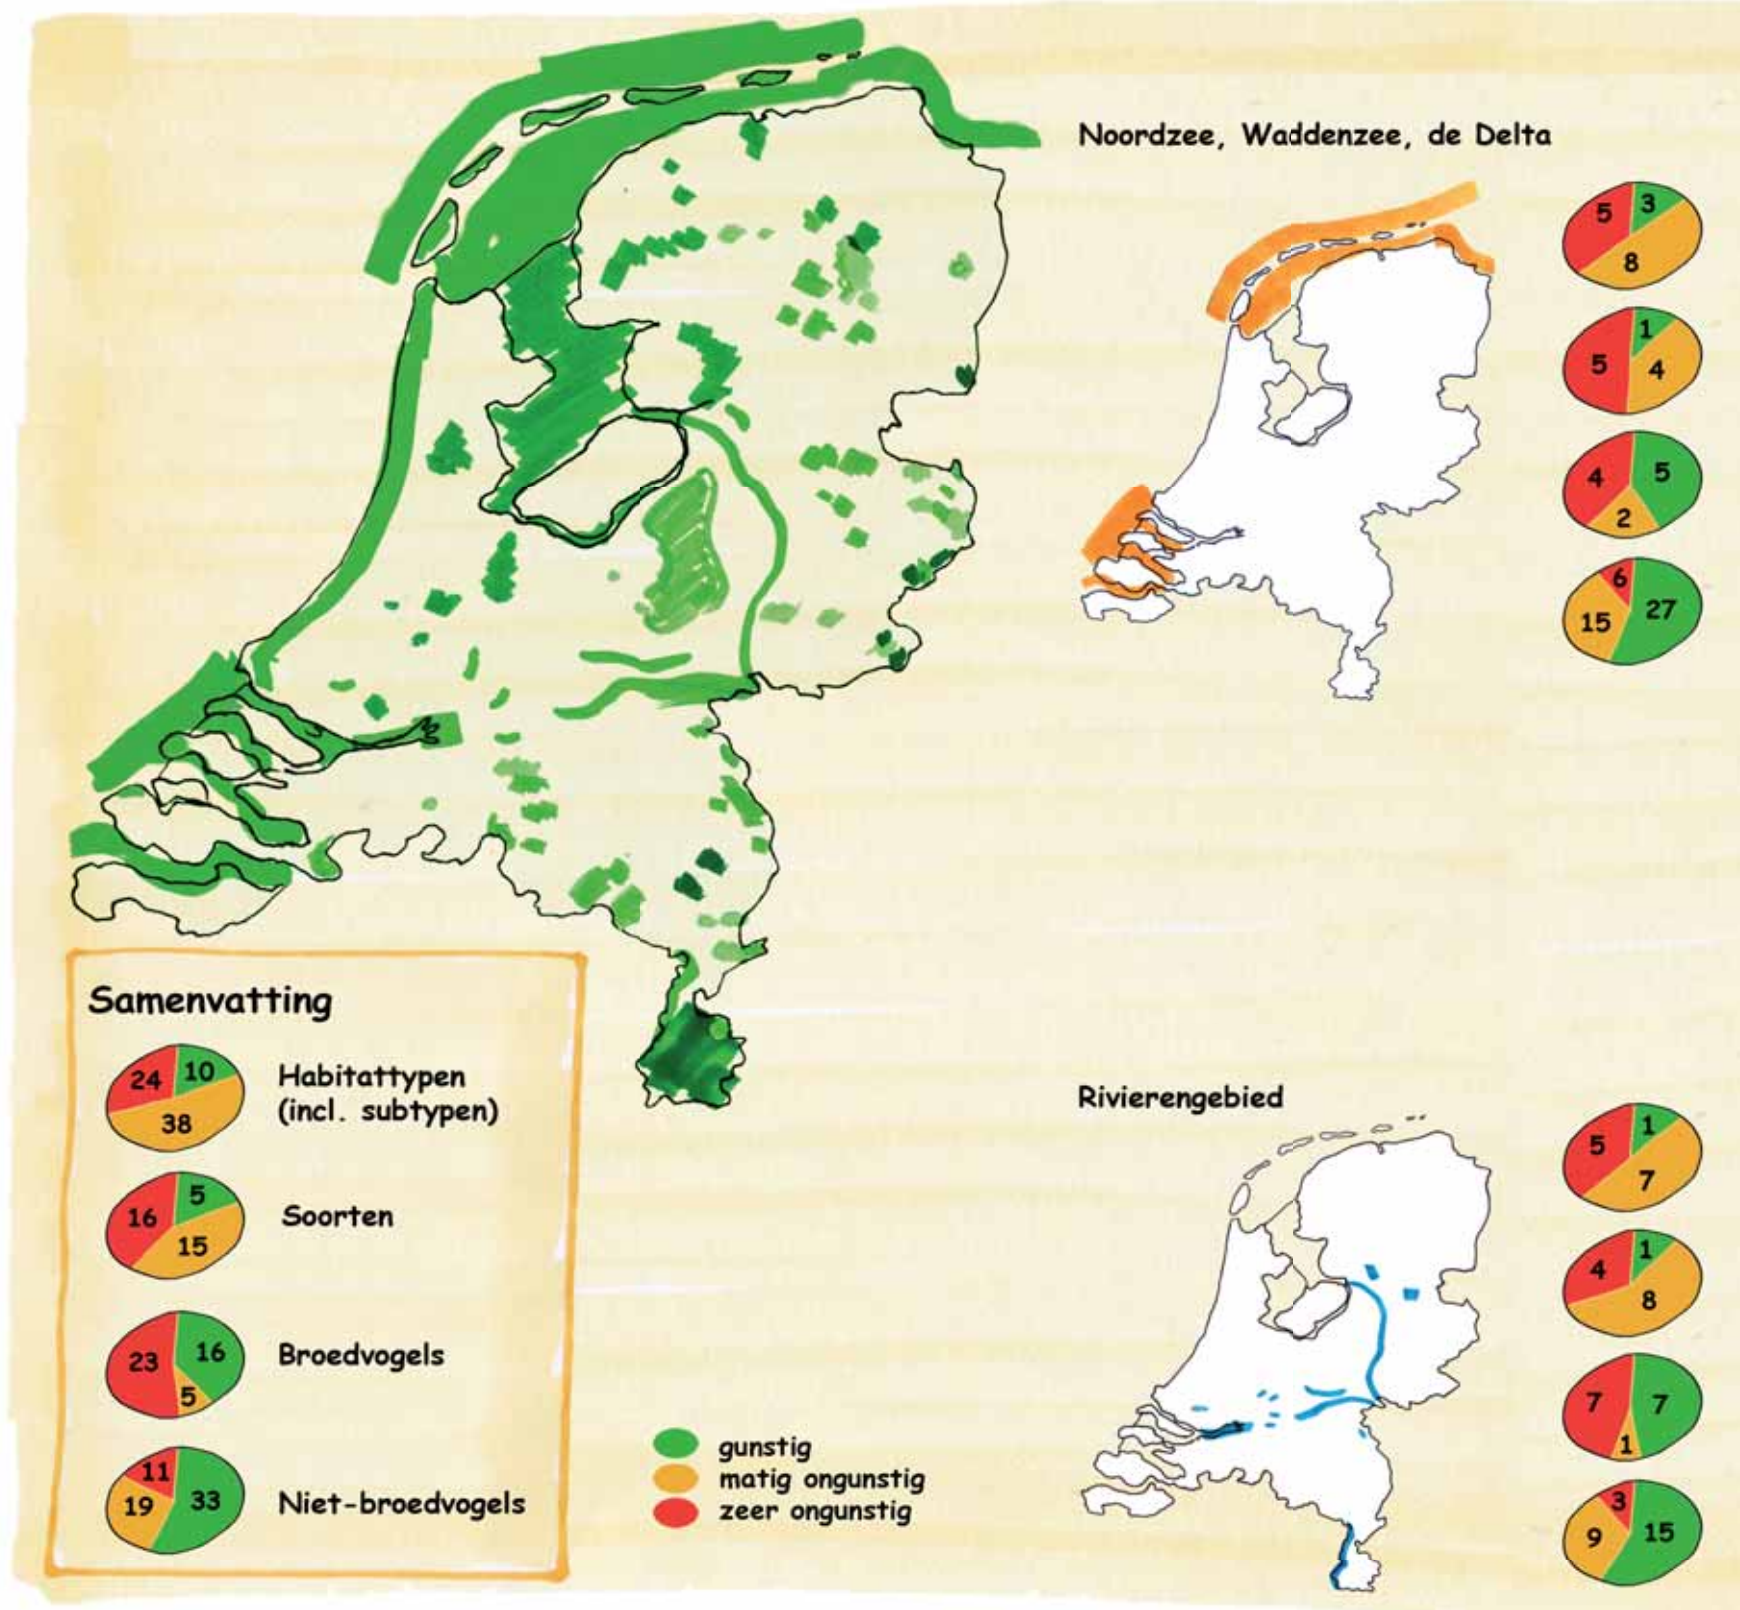 Noordzee, Waddenzee, de Delta
5 3
8
1
5 4
4 5
2
6
15 27
Samenvatting
24 10
38
Habitattypen
(incl. subtypen)
16 5
15
Soorten
23 16
5
Broedvogels
11
19 33
Niet-broedvogels
gunstig
matig ongunstig
zeer ongunstig
Rivierengebied
5 1
7
4 1
8
7 7
1
3
9 15